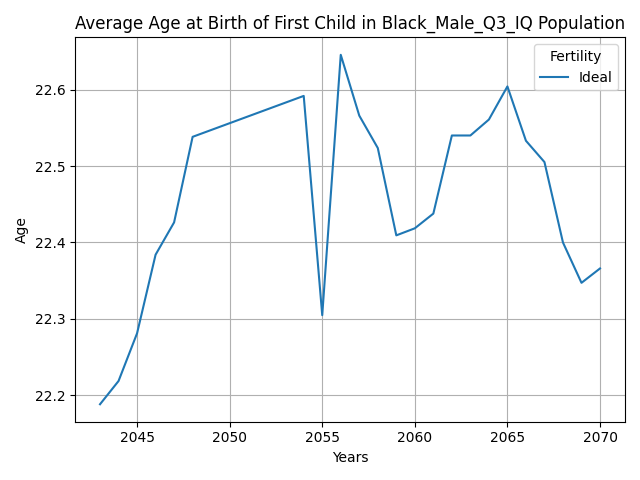 Average Age at Birth of First Child in Black_Male_Q3_IQ Population
Fertility
Ideal
Age
22.6
22.5
22.4
22.3
22.2
2045 2050 2055 2060 2065 2070
Years